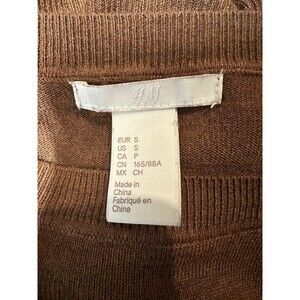 H&M
EUR S
US S
CA P
CN 165/88A
MX CH
Made in
China
Fabriqué en
Chine